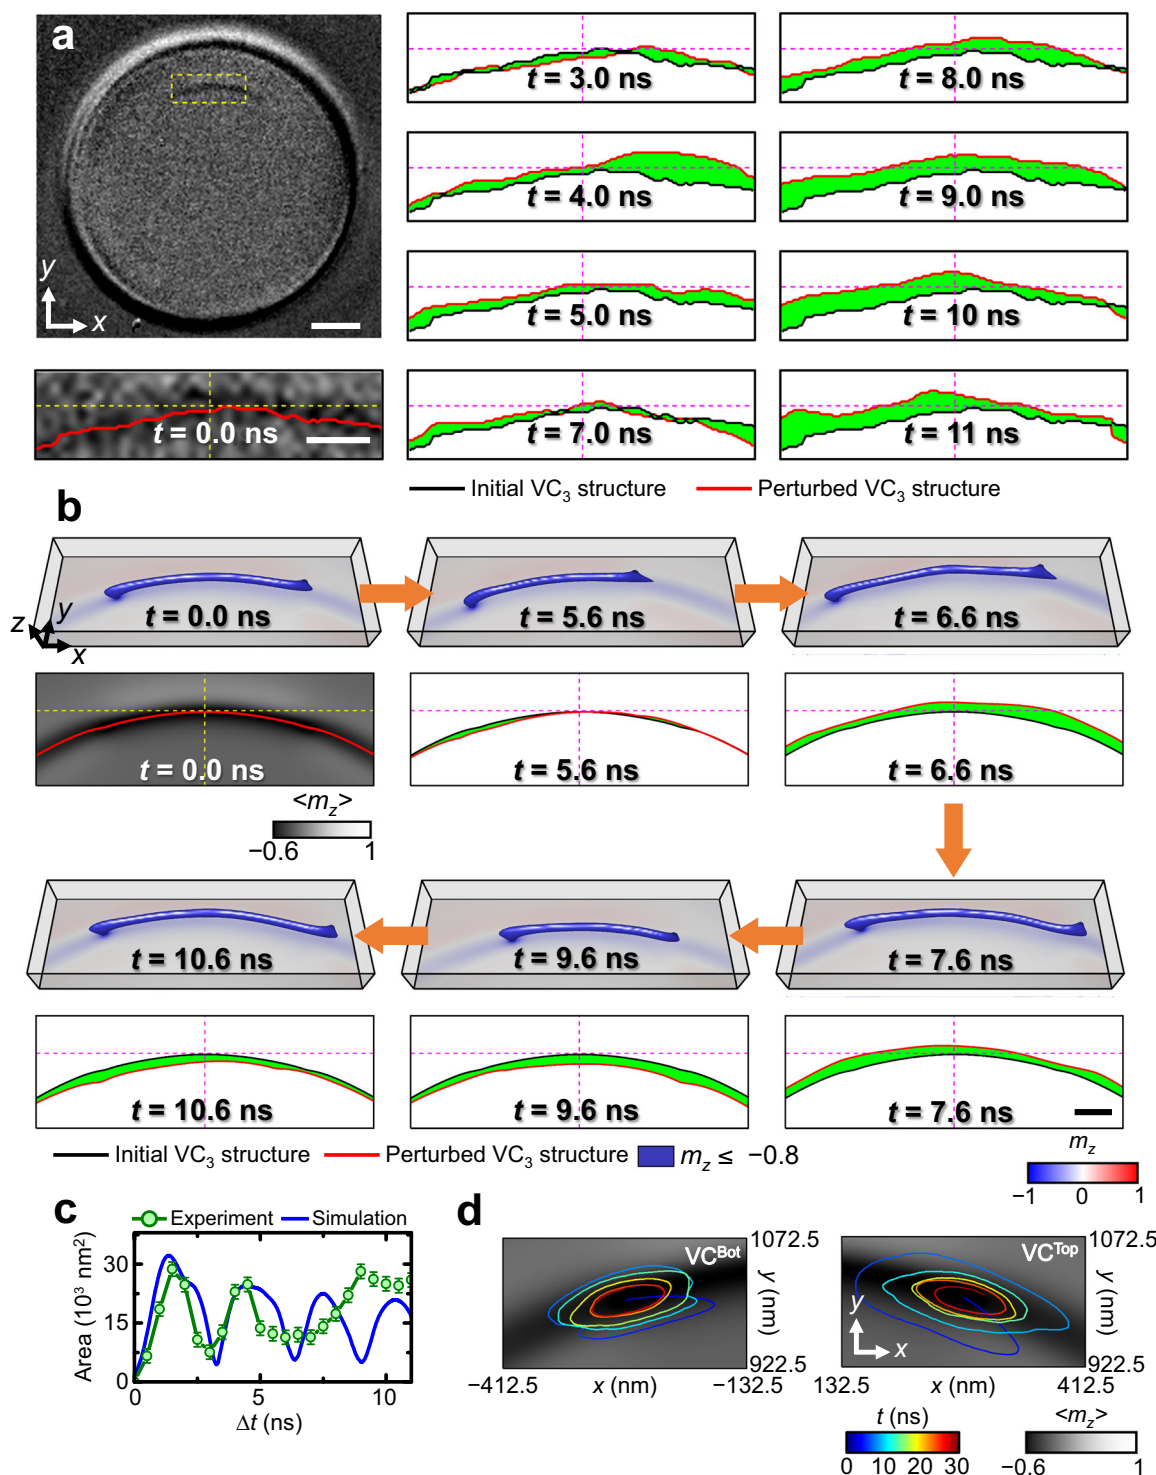 a
y
x
t = 0.0 ns
t = 3.0 ns
t = 8.0 ns
t = 4.0 ns
t = 9.0 ns
t = 5.0 ns
t = 10 ns
t = 7.0 ns
t = 11 ns
Initial VC3 structure
Perturbed VC3 structure
b
t = 0.0 ns
t = 5.6 ns
t = 6.6 ns
z
y
x
t = 0.0 ns
t = 5.6 ns
t = 6.6 ns
<mz>
−0.6
1
t = 10.6 ns
t = 9.6 ns
t = 7.6 ns
t = 10.6 ns
t = 9.6 ns
t = 7.6 ns
Initial VC3 structure
Perturbed VC3 structure
mz ≤ −0.8
mz
−1
0
1
c
Experiment
Simulation
30
15
0
Area (10³ nm²)
0
5
10
Δt (ns)
d
VCBot
1072.5
y (nm)
922.5
−412.5
x (nm)
−132.5
VCTop
y
x
1072.5
y (nm)
922.5
132.5
x (nm)
412.5
t (ns)
0
10
20
30
<mz>
−0.6
1